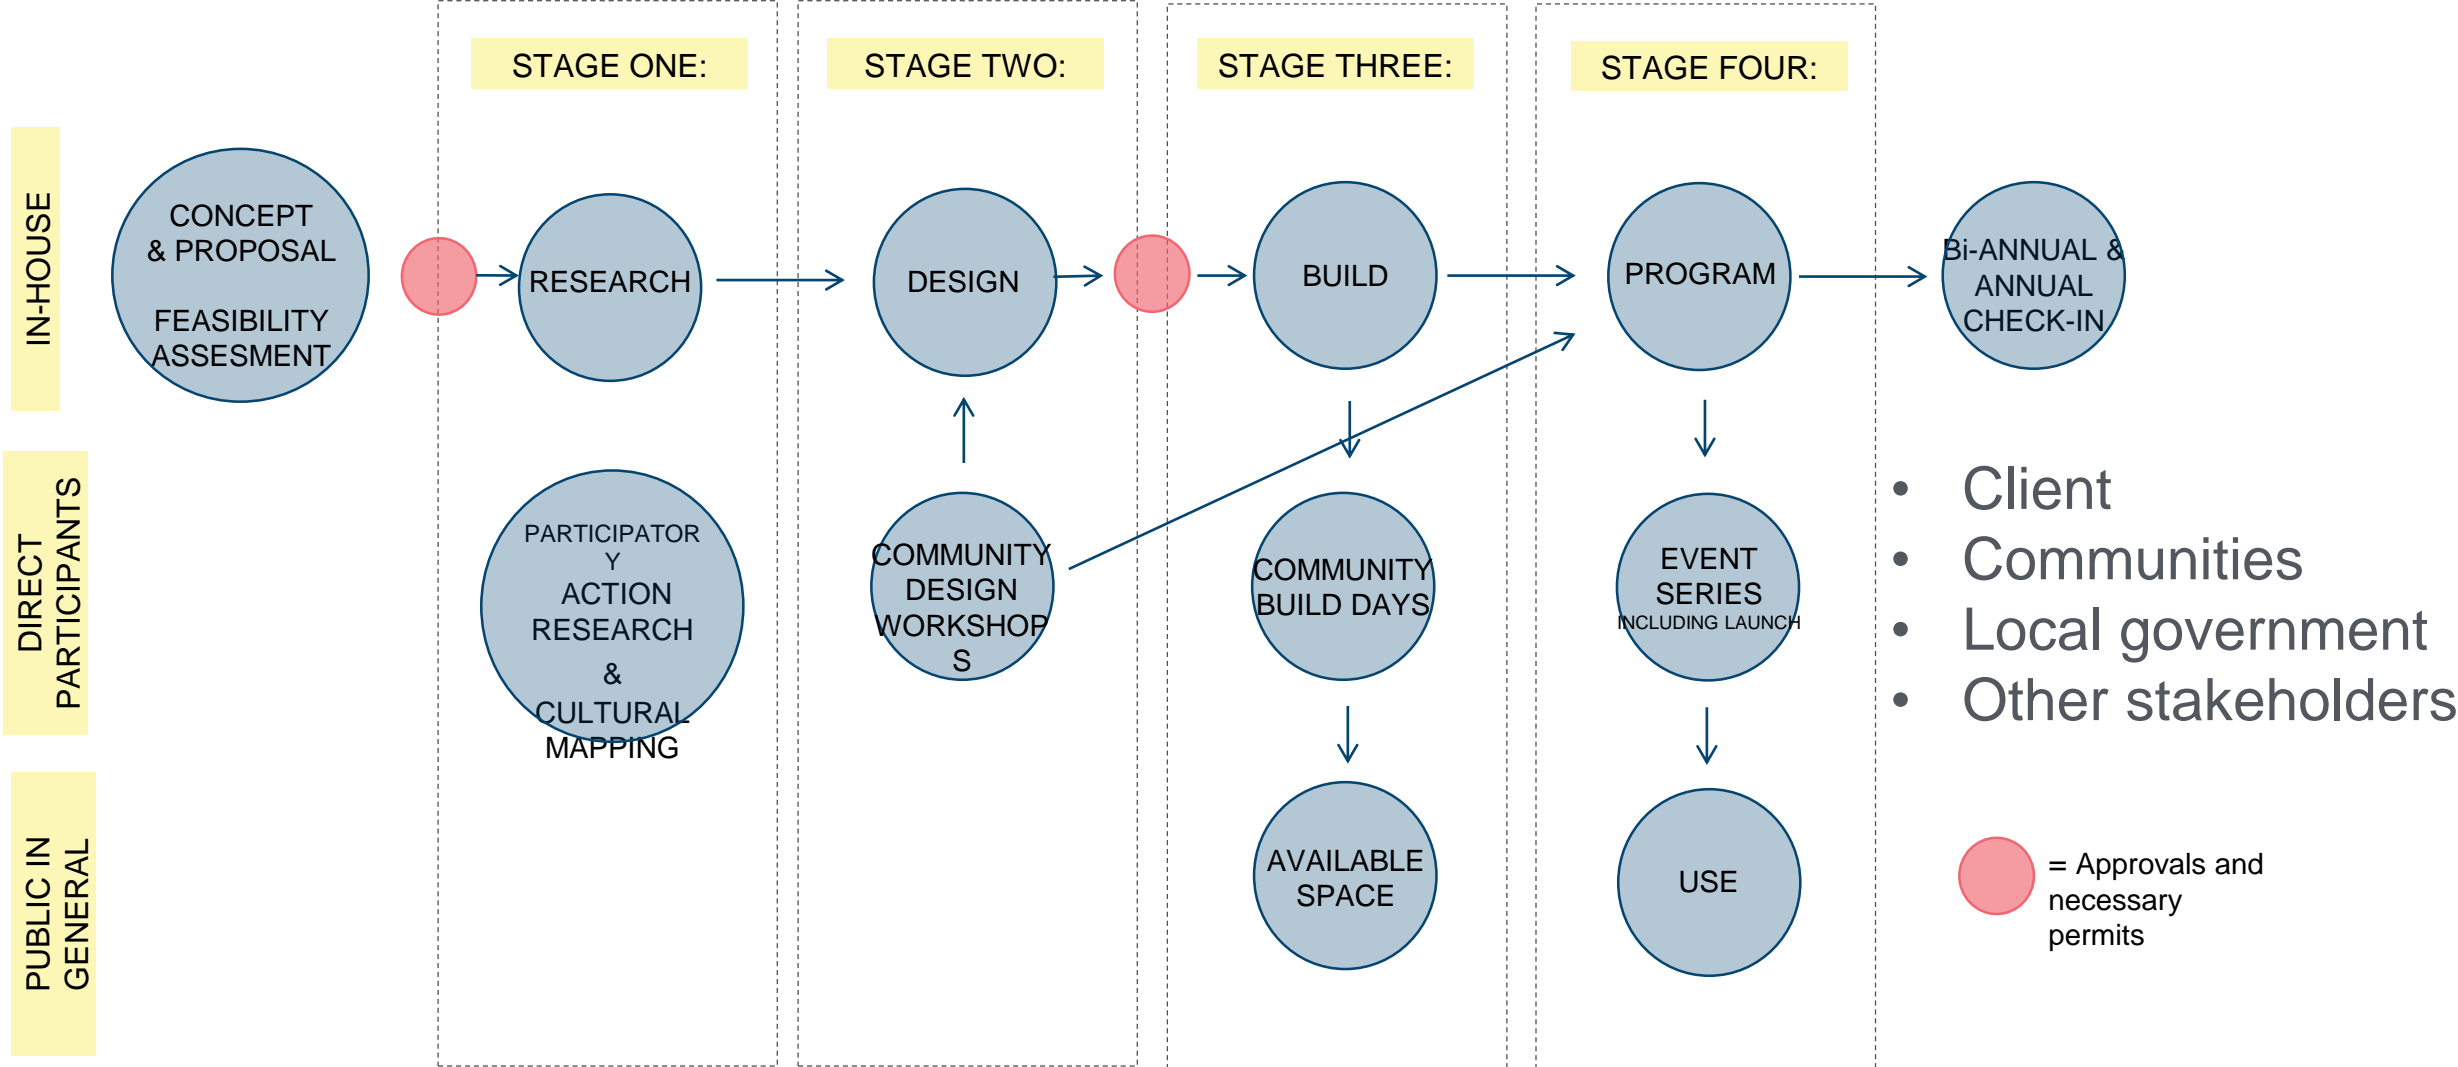 STAGE ONE:
STAGE TWO:
STAGE THREE:
STAGE FOUR:
IN-HOUSE
CONCEPT
& PROPOSAL
FEASIBILITY
ASSESMENT
RESEARCH
DESIGN
BUILD
PROGRAM
Bi-ANNUAL &
ANNUAL
CHECK-IN
DIRECT
PARTICIPANTS
PARTICIPATOR
Y
ACTION
RESEARCH
&
CULTURAL
MAPPING
COMMUNITY
DESIGN
WORKSHOP
S
COMMUNITY
BUILD DAYS
EVENT
SERIES
INCLUDING LAUNCH
• Client
• Communities
• Local government
• Other stakeholders
PUBLIC IN
GENERAL
AVAILABLE
SPACE
USE
= Approvals and
necessary
permits